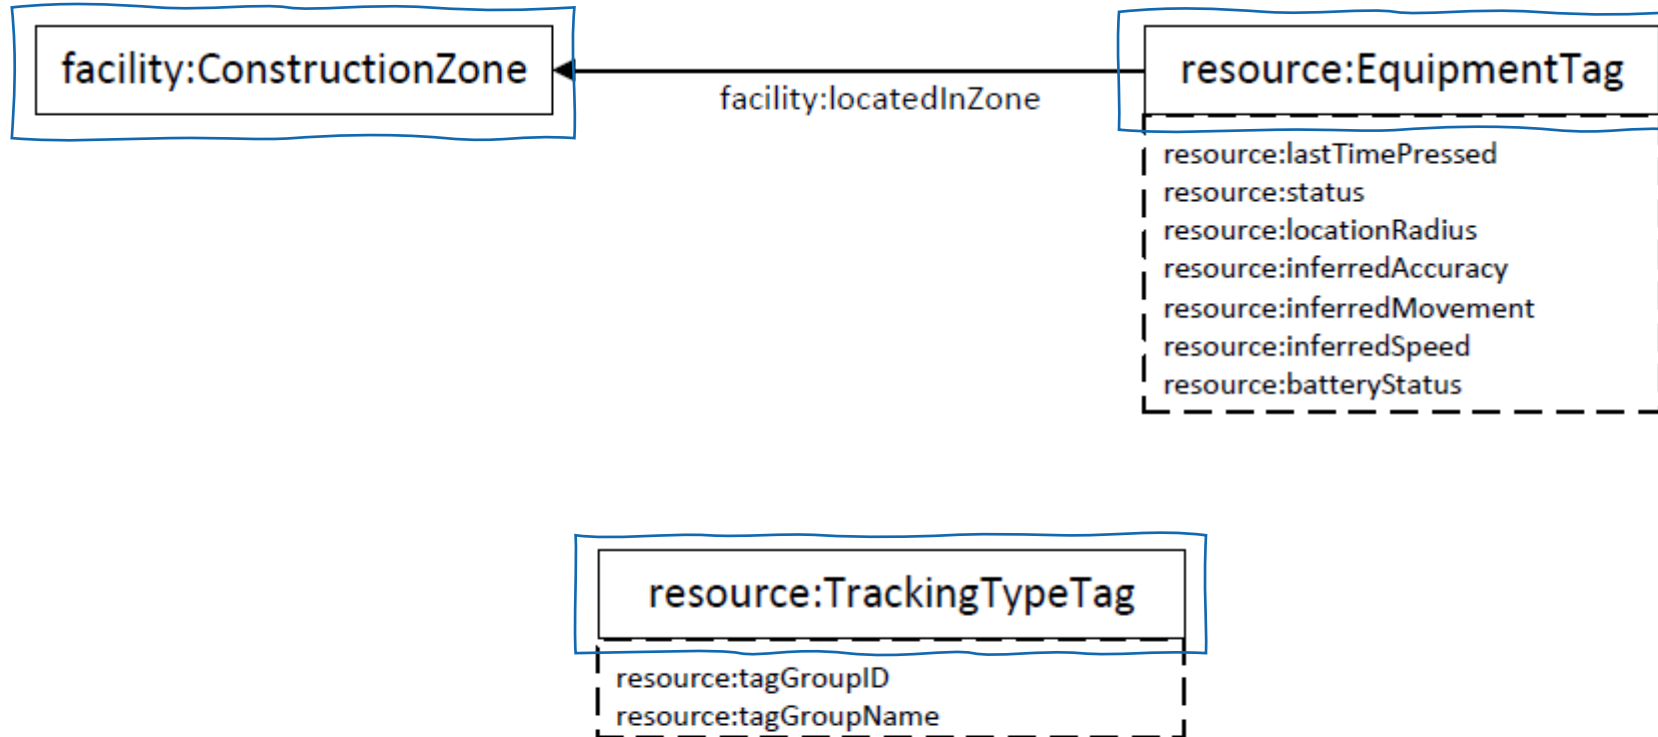 facility:ConstructionZone
facility:locatedInZone
resource:EquipmentTag
resource:lastTimePressed
resource:status
resource:locationRadius
resource:inferredAccuracy
resource:inferredMovement
resource:inferredSpeed
resource:batteryStatus
resource:TrackingTypeTag
resource:tagGroupID
resource:tagGroupName